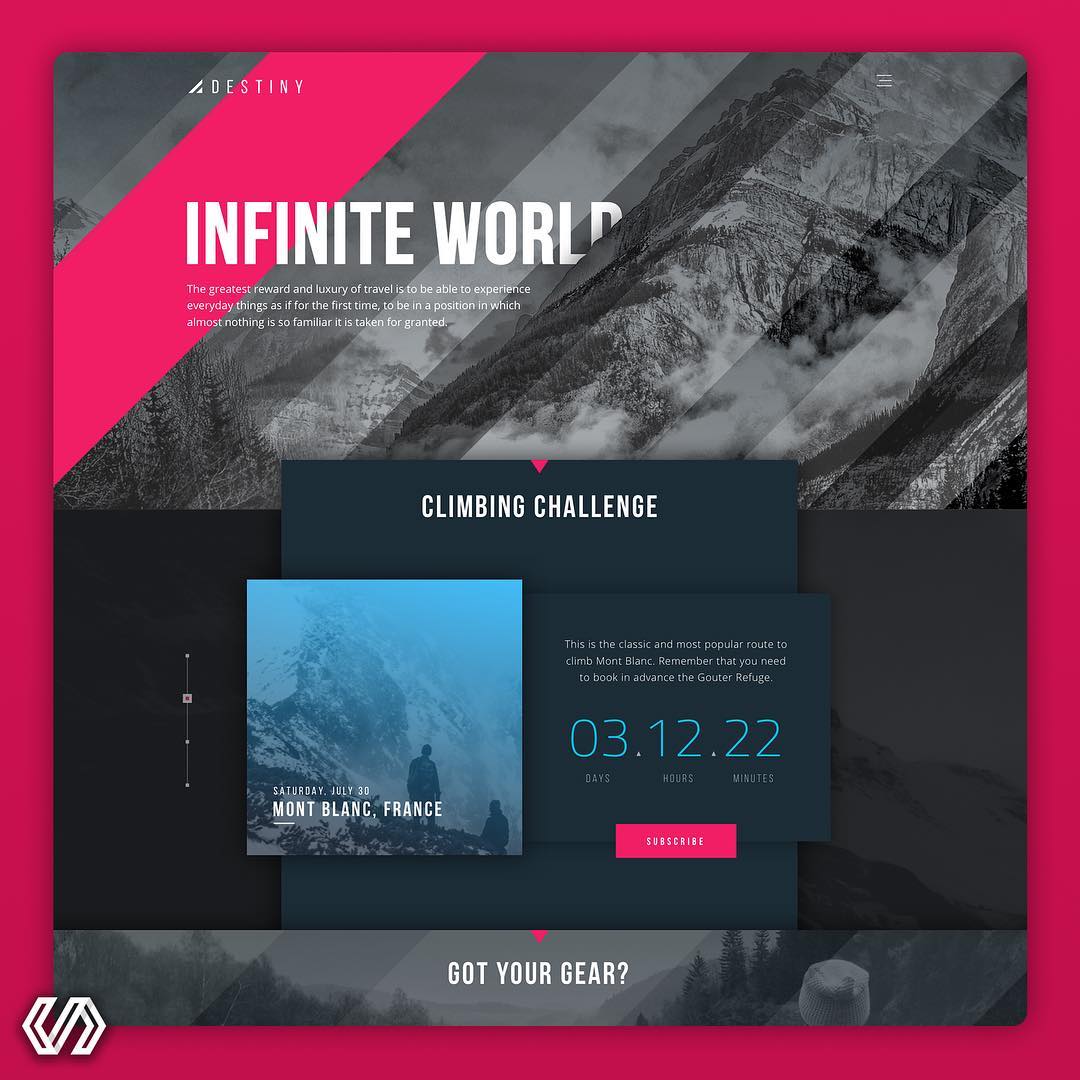 DESTINY
INFINITE WORLD
The greatest reward and luxury of travel is to be able to experience
everyday things as if for the first time, to be in a position in which
almost nothing is so familiar it is taken for granted.
CLIMBING CHALLENGE
SATURDAY, JULY 30
MONT BLANC, FRANCE
This is the classic and most popular route to
climb Mont Blanc. Remember that you need
to book in advance the Gouter Refuge.
03.12.22
DAYS HOURS MINUTES
SUBSCRIBE
GOT YOUR GEAR?